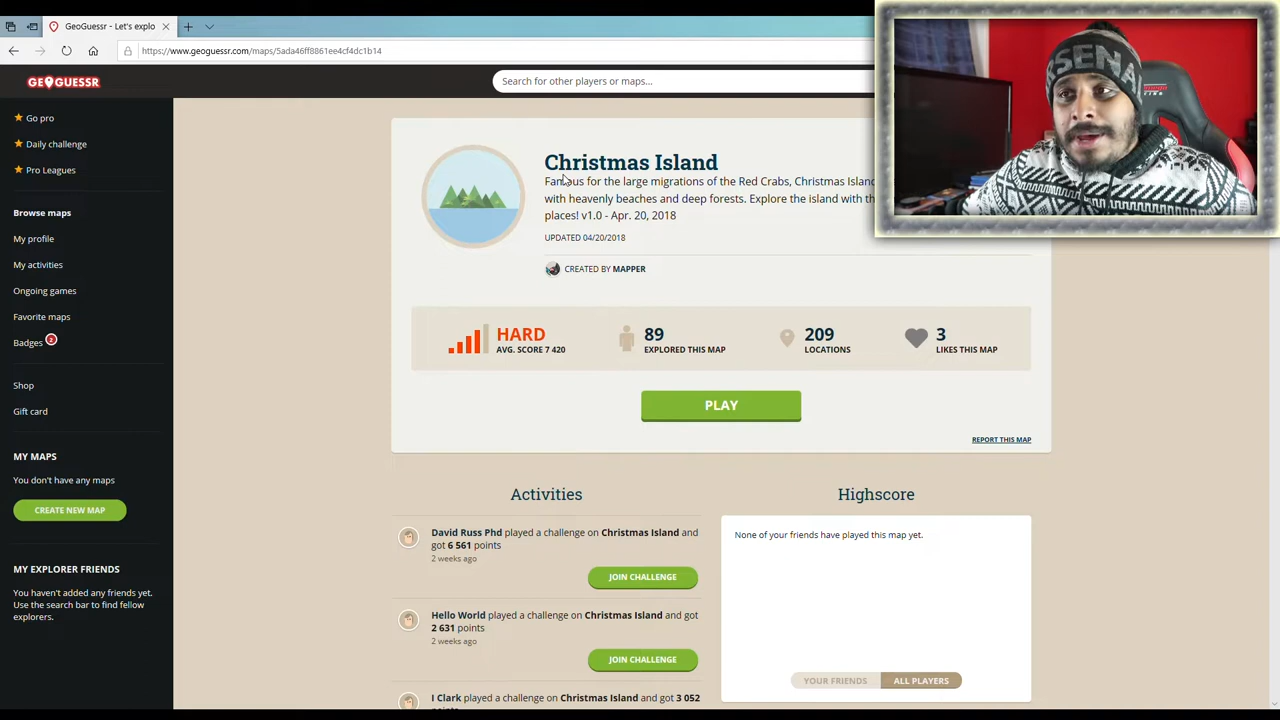 GeoGuessr - Let's explo
https://www.geoguessr.com/maps/5ada46ff8861ee4cf4dc1b14
GEOGUESSR
Search for other players or maps...
Go pro
Daily challenge
Pro Leagues
Browse maps
My profile
My activities
Ongoing games
Favorite maps
Badges 2
Shop
Gift card
MY MAPS
You don't have any maps
CREATE NEW MAP
MY EXPLORER FRIENDS
You haven't added any friends yet.
Use the search bar to find fellow
explorers.
Christmas Island
Famous for the large migrations of the Red Crabs, Christmas Island
with heavenly beaches and deep forests. Explore the island with
places! v1.0 - Apr. 20, 2018
UPDATED 04/20/2018
CREATED BY MAPPER
HARD
AVG. SCORE 7 420
89
EXPLORED THIS MAP
209
LOCATIONS
3
LIKES THIS MAP
PLAY
REPORT THIS MAP
Activities
David Russ Phd played a challenge on Christmas Island and
got 6 561 points
2 weeks ago
JOIN CHALLENGE
Hello World played a challenge on Christmas Island and got
2 631 points
2 weeks ago
JOIN CHALLENGE
I Clark played a challenge on Christmas Island and got 3 052
Highscore
None of your friends have played this map yet.
YOUR FRIENDS ALL PLAYERS
ARSENAL